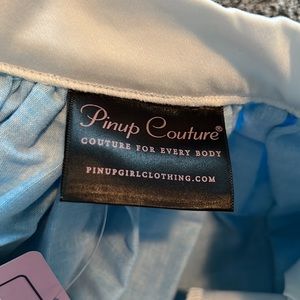 Pinup Couture®
COUTURE FOR EVERY BODY
PINUPGIRLCLOTHING.COM